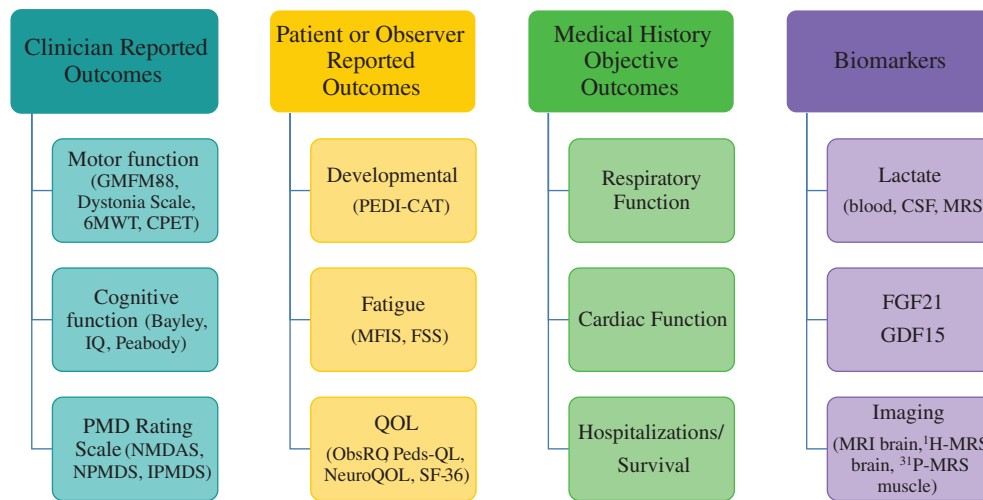 Clinician Reported
Outcomes
Motor function
(GMFM88,
Dystonia Scale,
6MWT, CPET)
Cognitive
function (Bayley,
IQ, Peabody)
PMD Rating
Scale (NMDAS,
NPMDS, IPMDS)
Patient or Observer
Reported
Outcomes
Developmental
(PEDI-CAT)
Fatigue
(MFIS, FSS)
QOL
(ObsRO, Peds-QL,
NeuroQOL, SF-36)
Medical History
Objective
Outcomes
Respiratory
Function
Cardiac Function
Hospitalizations/
Survival
Biomarkers
Lactate
(blood, CSF, MRS)
FGF21
GDF15
Imaging
(MRI brain,¹H-MRS
brain, ³¹P-MRS
muscle)